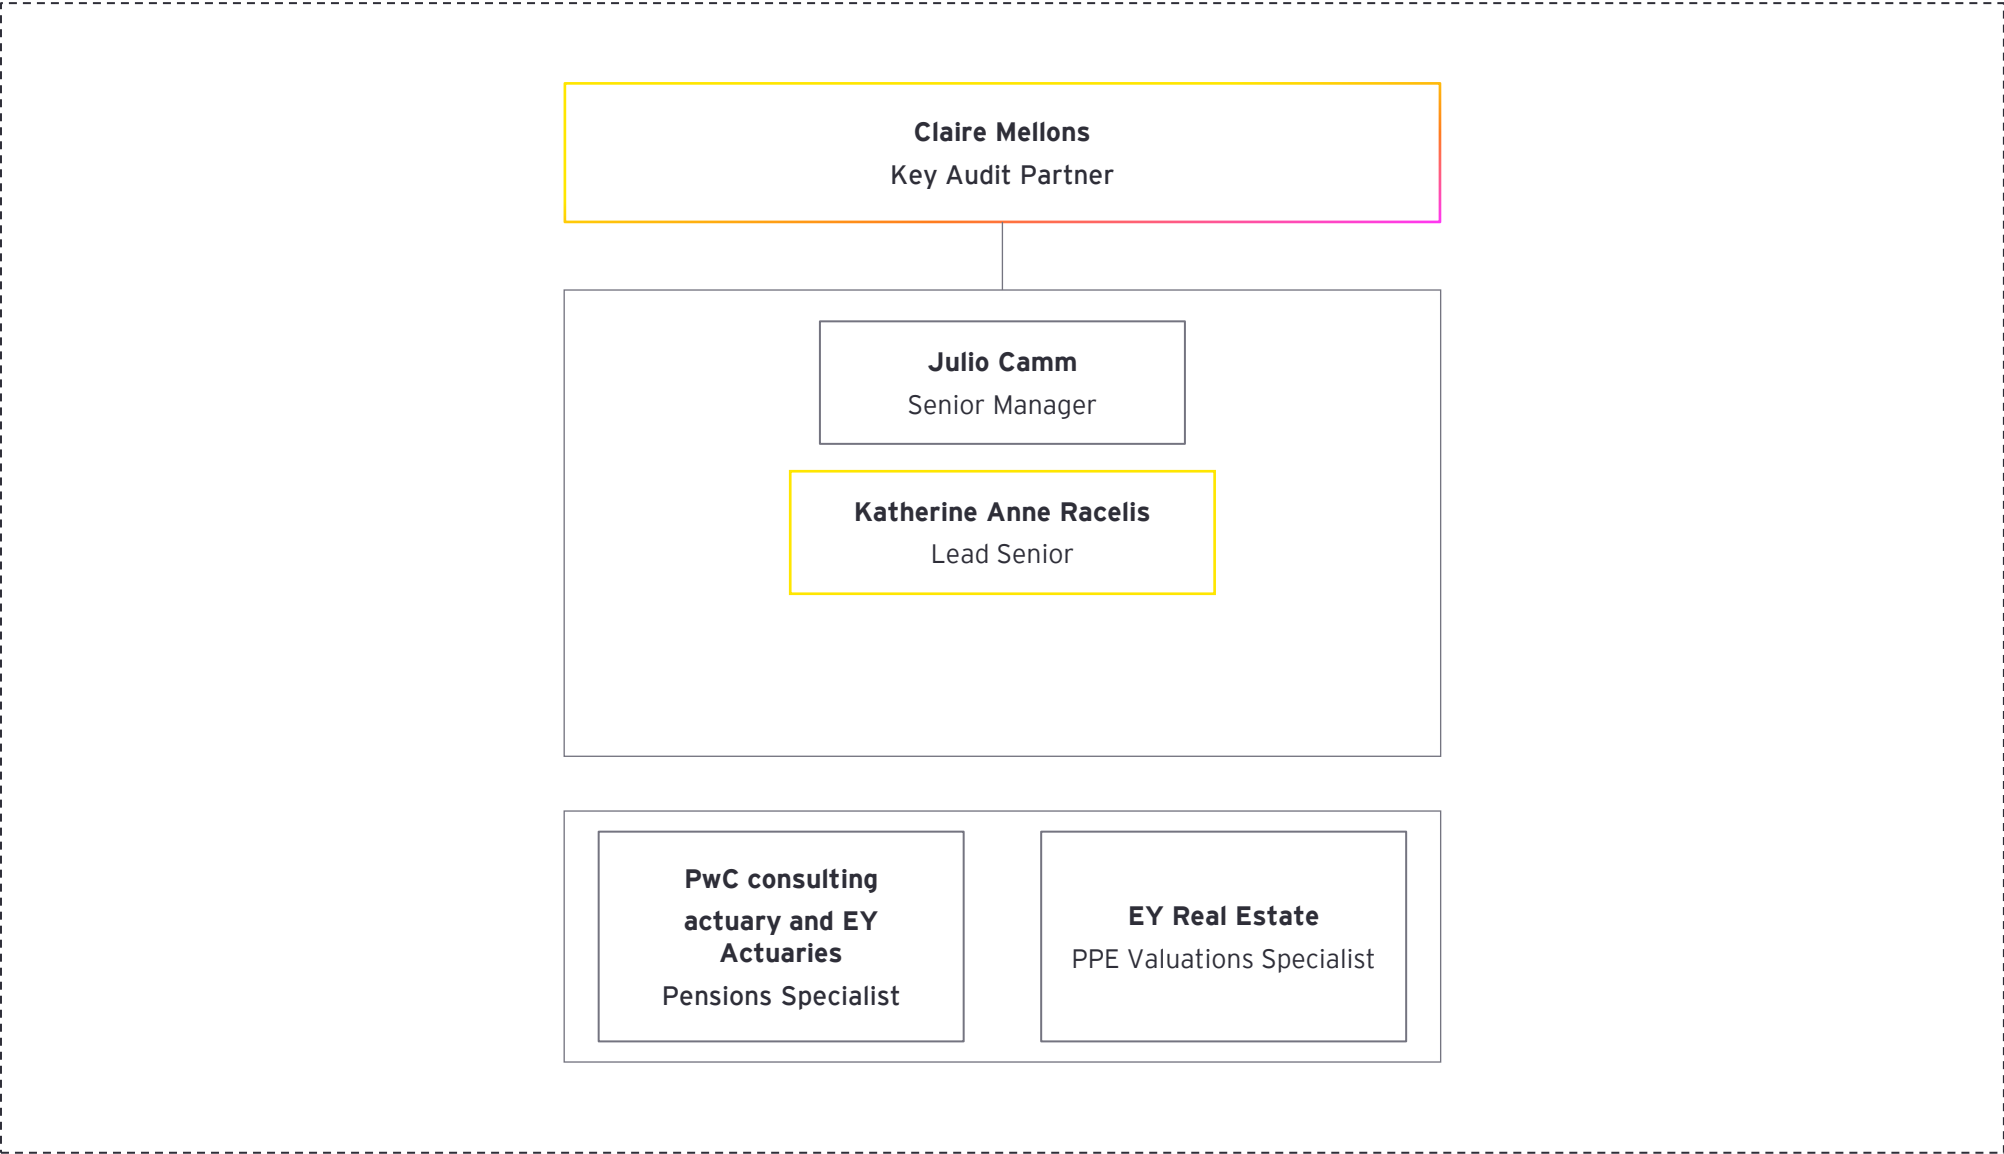 Claire Mellons
Key Audit Partner
Julio Camm
Senior Manager
Katherine Anne Racelis
Lead Senior
PwC consulting
actuary and EY
Actuaries
Pensions Specialist
EY Real Estate
PPE Valuations Specialist